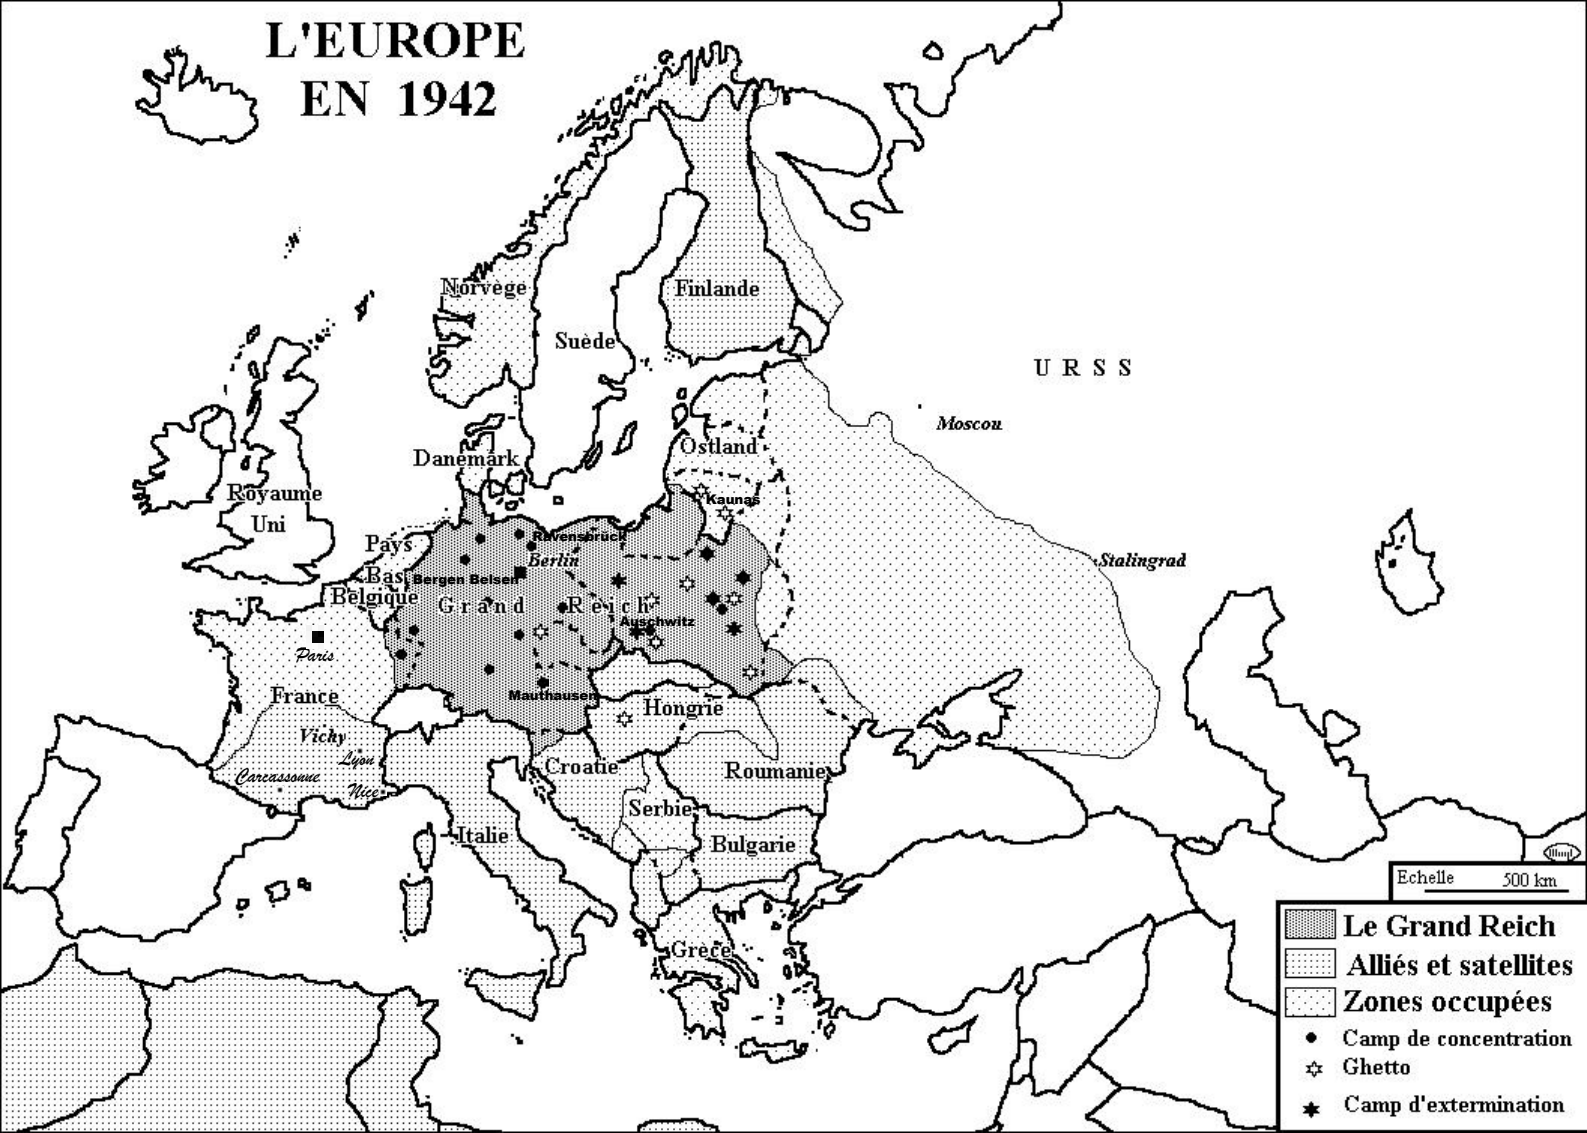 L'EUROPE
EN 1942
Norvège
Finlande
Suède
U R S S
Moscou
Ostland
Danemark
Royaume
Uni
Kaunas
Pays
Bas
Ravensbrück
Berlin
Stalingrad
Bergen Belsen
Belgique
Grand Reich
Auschwitz
Paris
France
Mauthausen
Hongrie
Vichy
Lyon
Croatie
Roumanie
Carcassonne
Nice
Serbie
Italie
Bulgarie
Grèce
Echelle 500 km
Le Grand Reich
Alliés et satellites
Zones occupées
Camp de concentration
Ghetto
Camp d'extermination